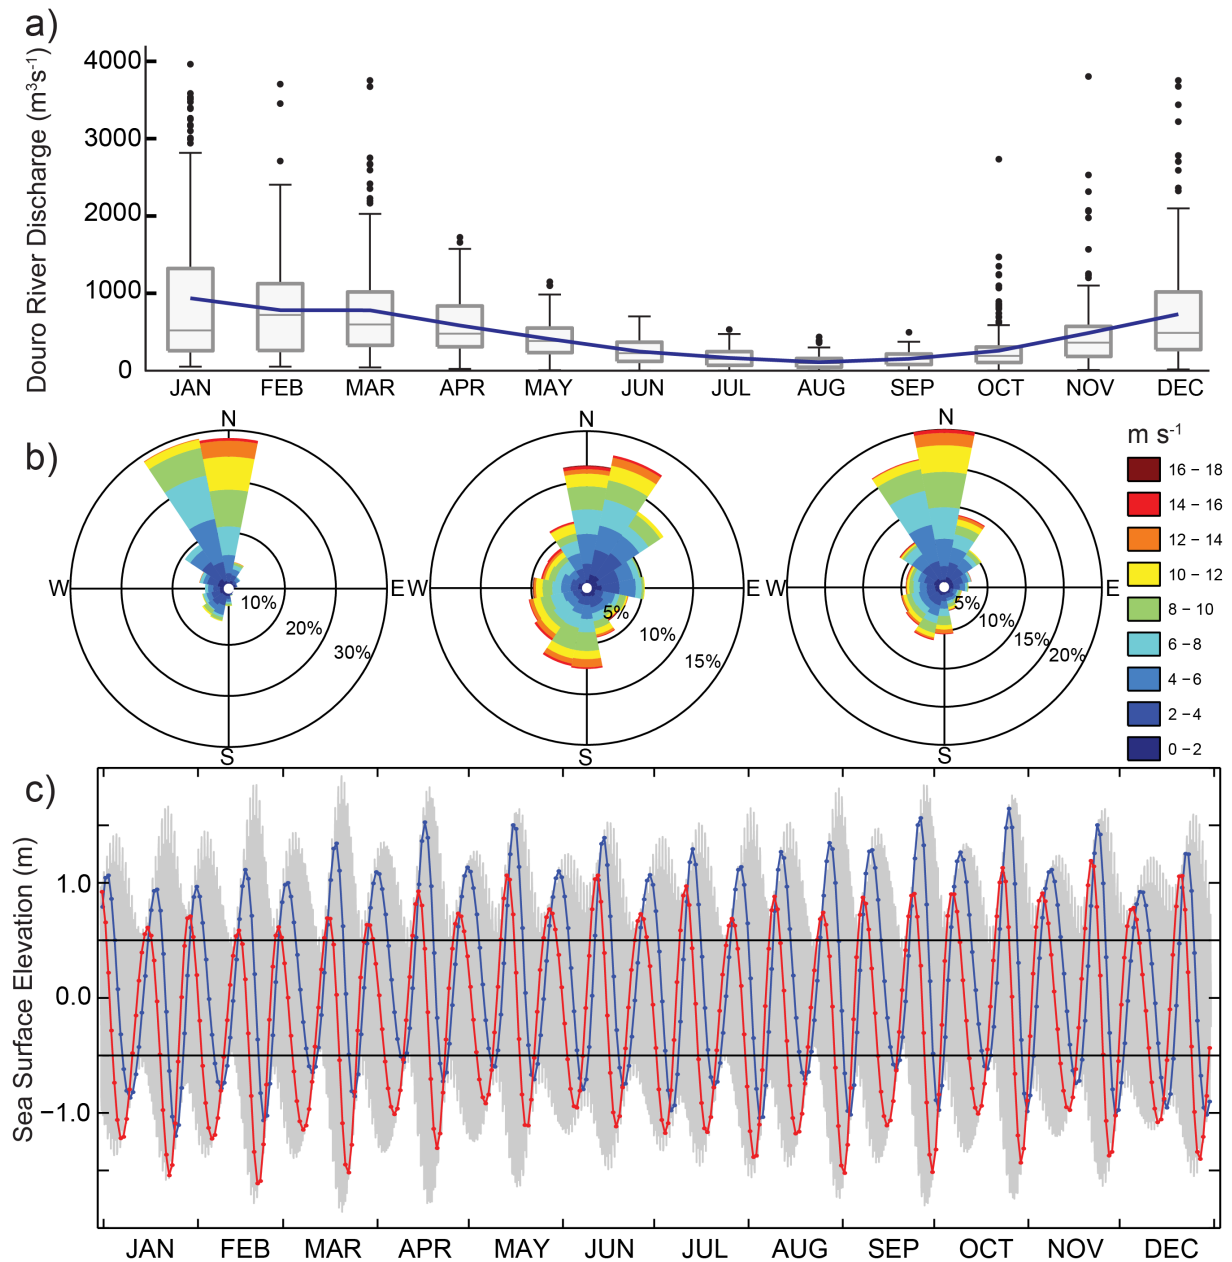 a)
Douro River Discharge (m³s⁻¹)
4000
3000
2000
1000
0
JAN FEB MAR APR MAY JUN JUL AUG SEP OCT NOV DEC
b)
N
W
E
S
10%
20%
30%
N
W
E
S
5%
10%
15%
N
W
E
S
5%
10%
15%
20%
m s⁻¹
16 – 18
14 – 16
12 – 14
10 – 12
8 – 10
6 – 8
4 – 6
2 – 4
0 – 2
c)
Sea Surface Elevation (m)
1.0
0.0
−1.0
JAN FEB MAR APR MAY JUN JUL AUG SEP OCT NOV DEC